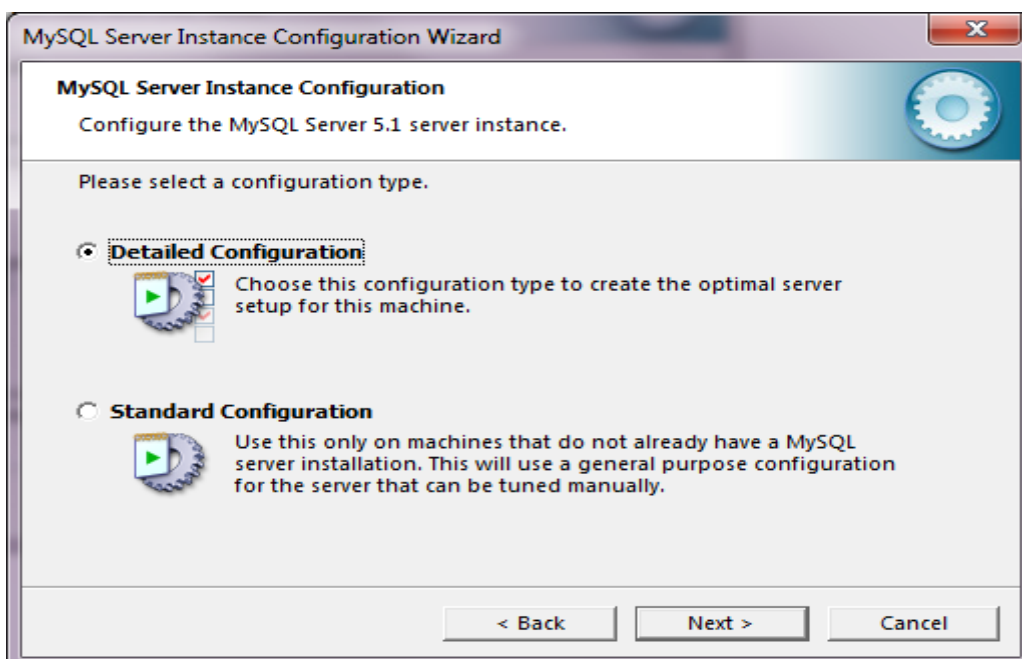 MySQL Server Instance Configuration Wizard
MySQL Server Instance Configuration
Configure the MySQL Server 5.1 server instance.
Please select a configuration type.
Detailed Configuration
Choose this configuration type to create the optimal server
setup for this machine.
Standard Configuration
Use this only on machines that do not already have a MySQL
server installation. This will use a general purpose configuration
for the server that can be tuned manually.
< Back
Next >
Cancel